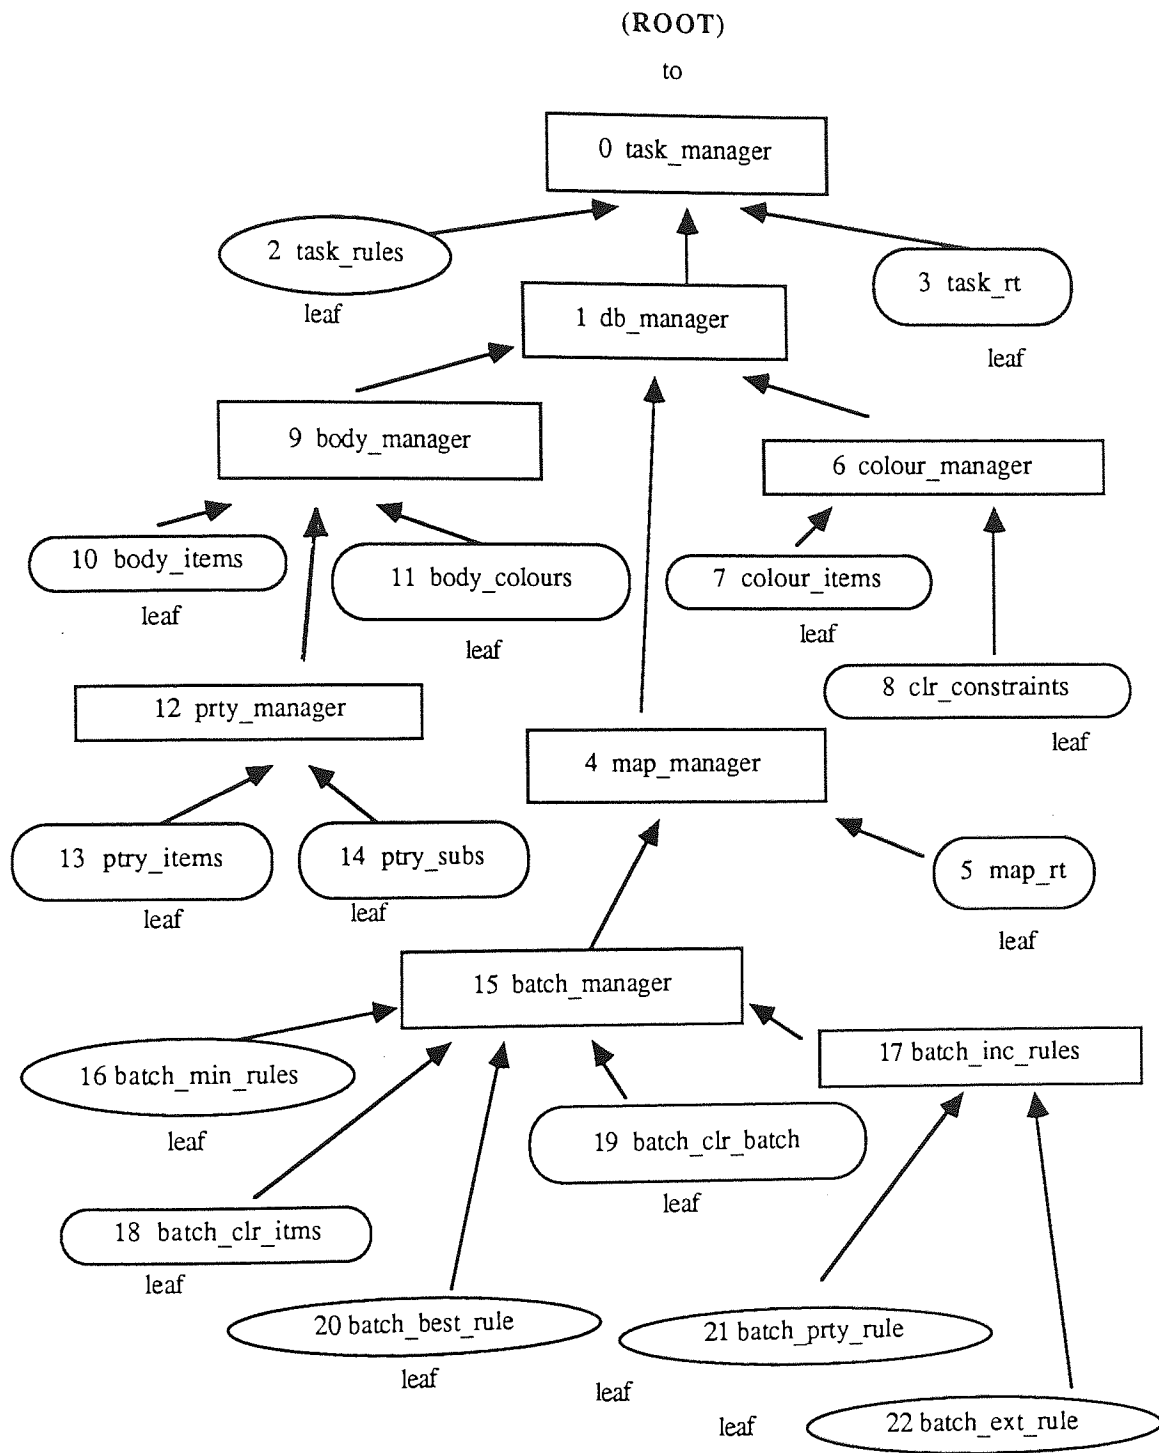 (ROOT)
to
0 task_manager
2 task_rules
leaf
3 task_rt
leaf
1 db_manager
9 body_manager
6 colour_manager
10 body_items
leaf
11 body_colours
leaf
7 colour_items
leaf
8 clr_constraints
leaf
12 prty_manager
4 map_manager
13 ptry_items
leaf
14 ptry_subs
leaf
5 map_rt
leaf
15 batch_manager
16 batch_min_rules
leaf
17 batch_inc_rules
19 batch_clr_batch
leaf
18 batch_clr_itms
leaf
20 batch_best_rule
leaf
21 batch_prty_rule
leaf
leaf
22 batch_ext_rule